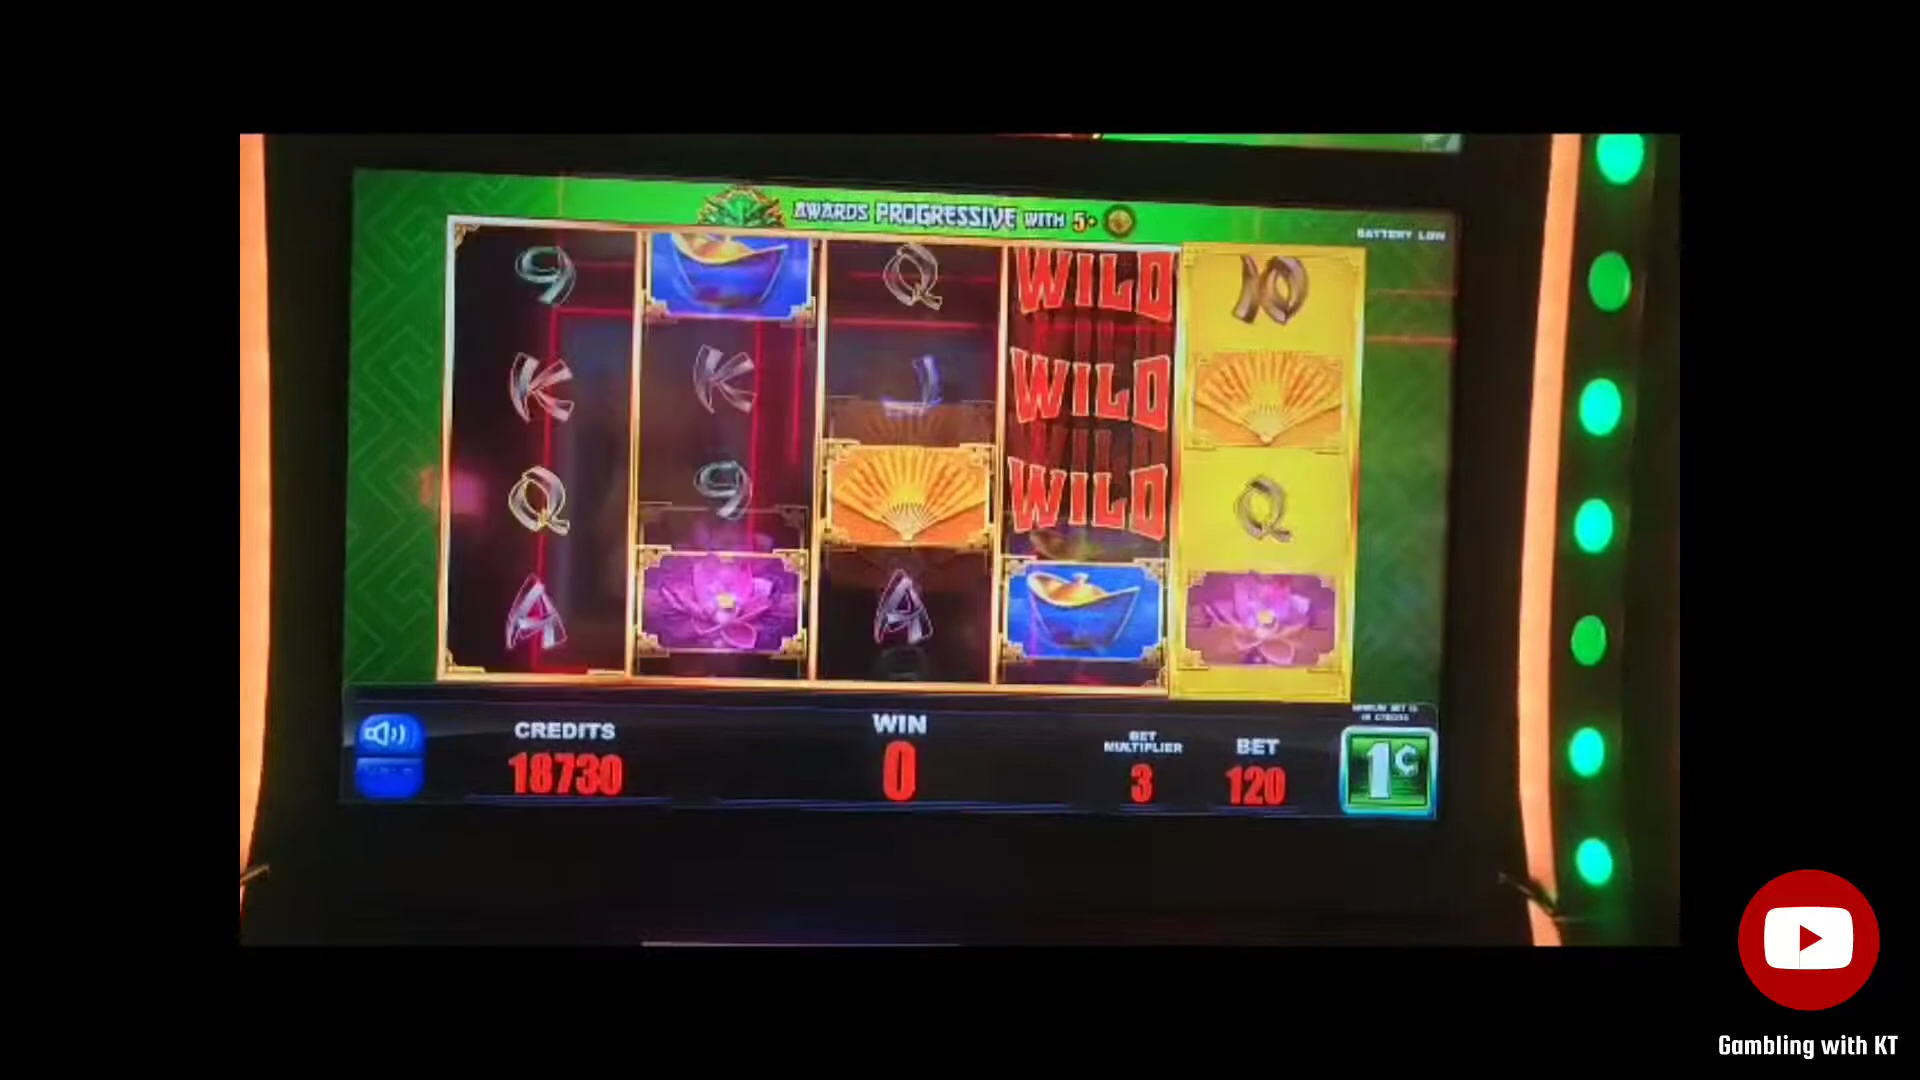 AWARDS PROGRESSIVE WITH 5+
BATTERY LOW
9 Q WILD 10
K K J WILD
Q 9 WILD Q
A A
CREDITS
18730
WIN
0
BET
MULTIPLIER
3
BET
120
1¢
Gambling with KT